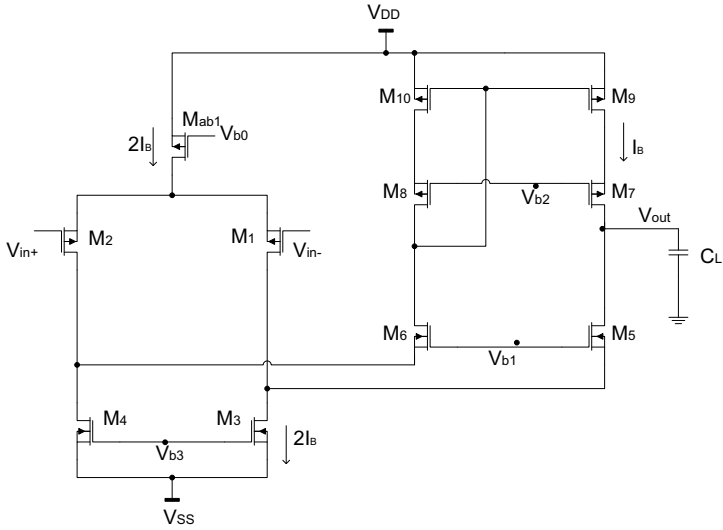 VDD
M10
M9
Mab1
Vb0
2IB
IB
M8
M7
Vb2
Vout
M2
M1
Vin+
Vin-
CL
M6
M5
Vb1
M4
M3
Vb3
2IB
VSS